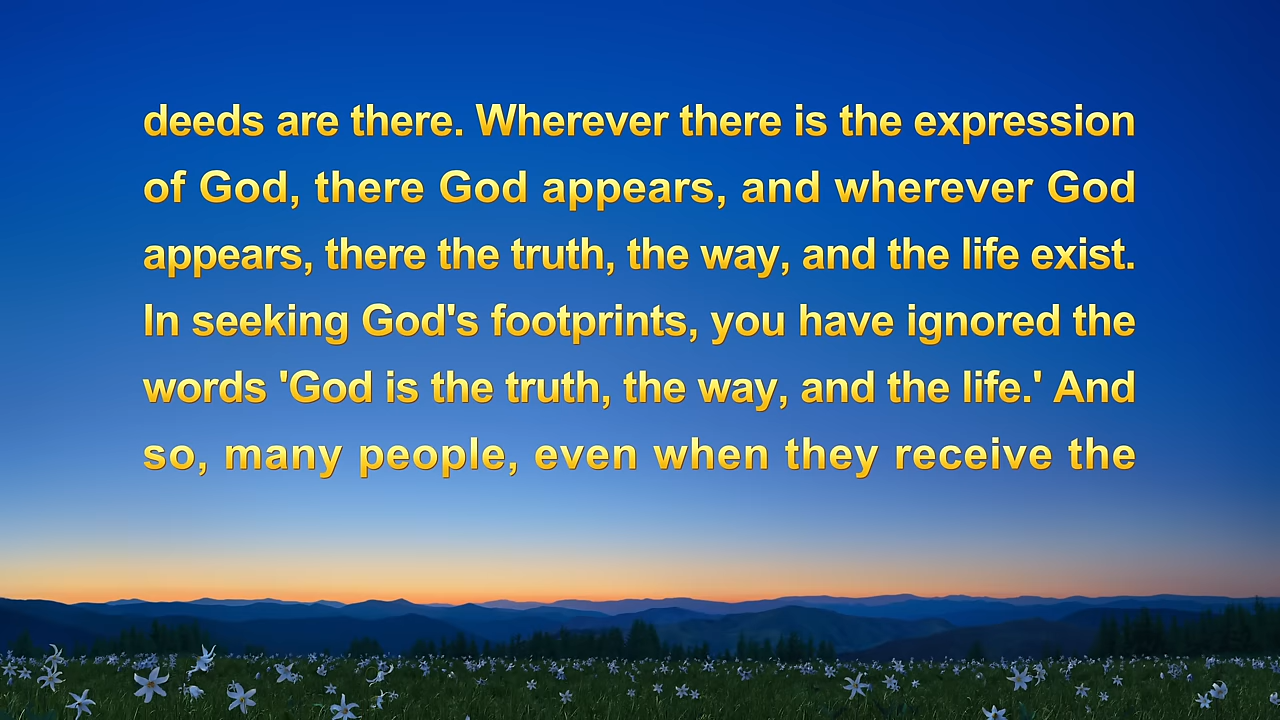 deeds are there. Wherever there is the expression
of God, there God appears, and wherever God
appears, there the truth, the way, and the life exist.
In seeking God's footprints, you have ignored the
words 'God is the truth, the way, and the life.' And
so, many people, even when they receive the